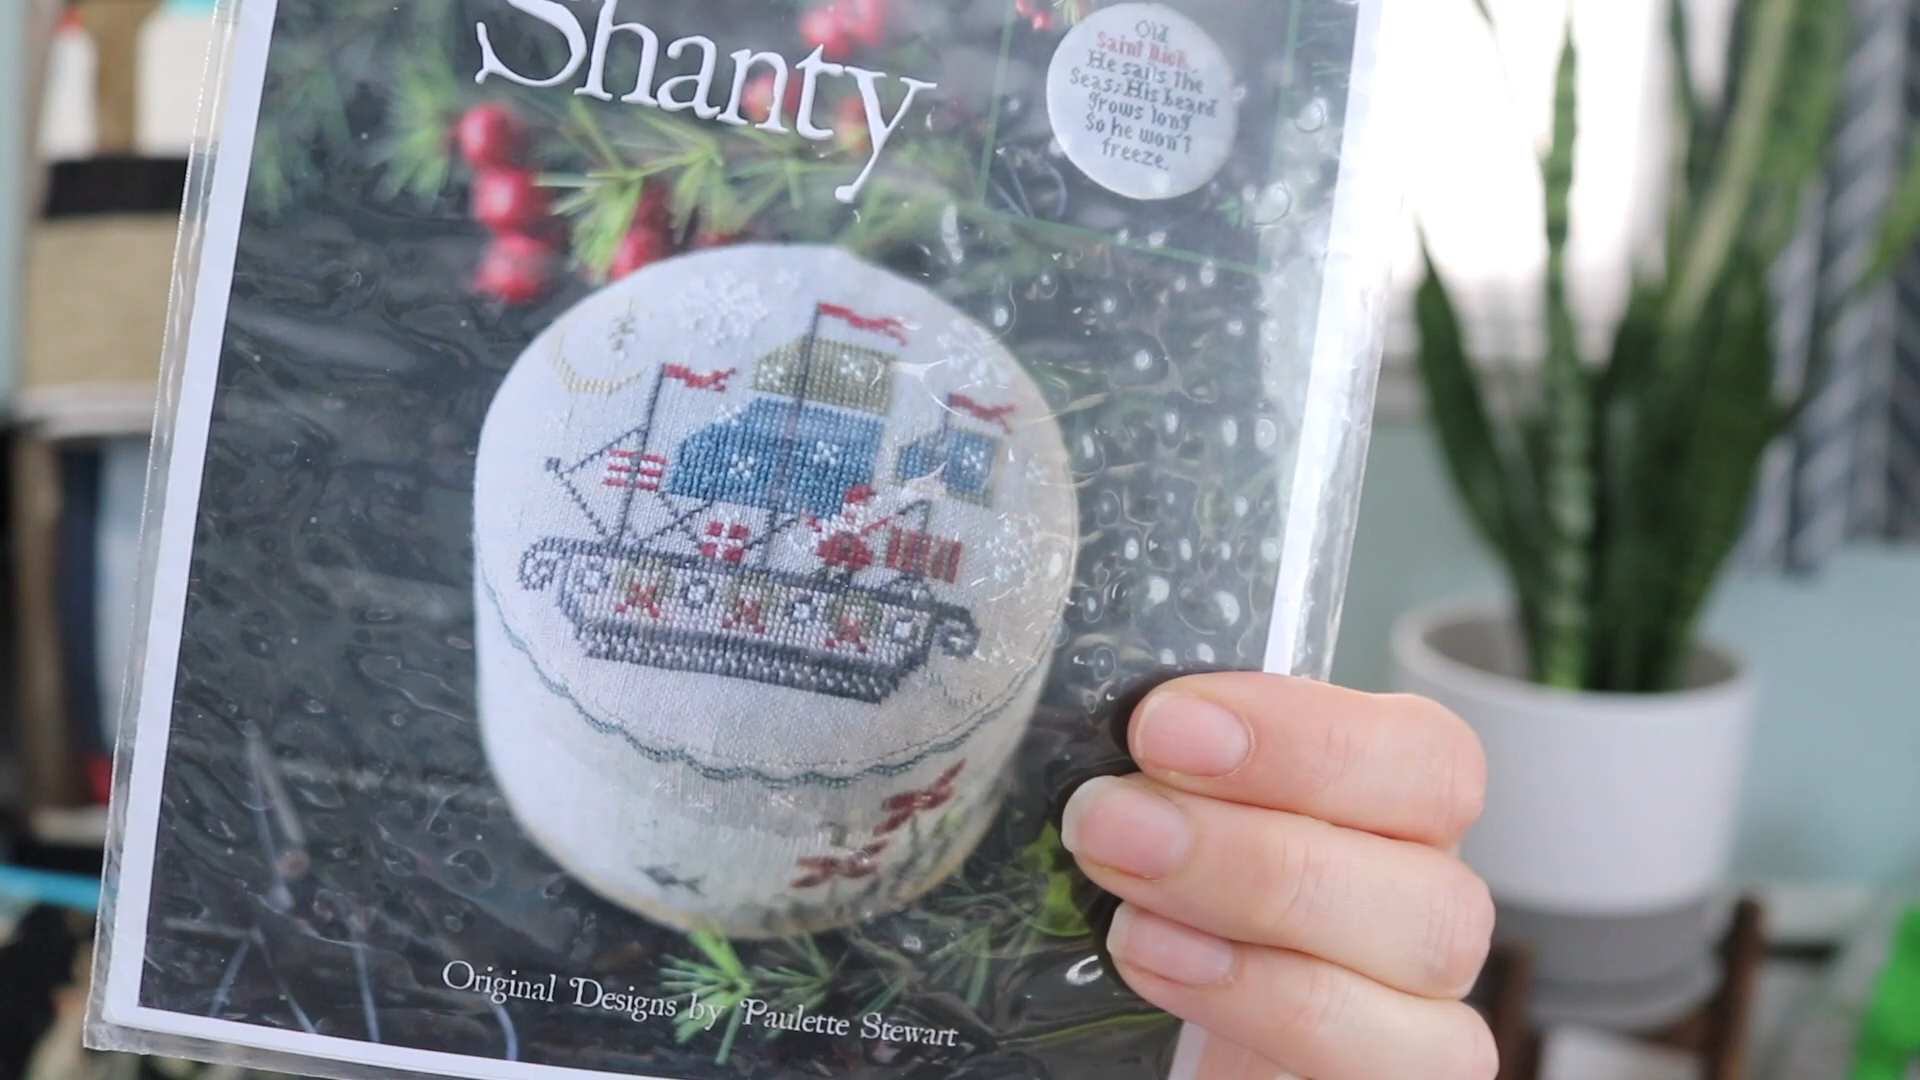 Shanty
Old
Saint Nick.
He sails the
Seas; His beard
grows long
So he won't
freeze.
Original Designs by Paulette Stewart